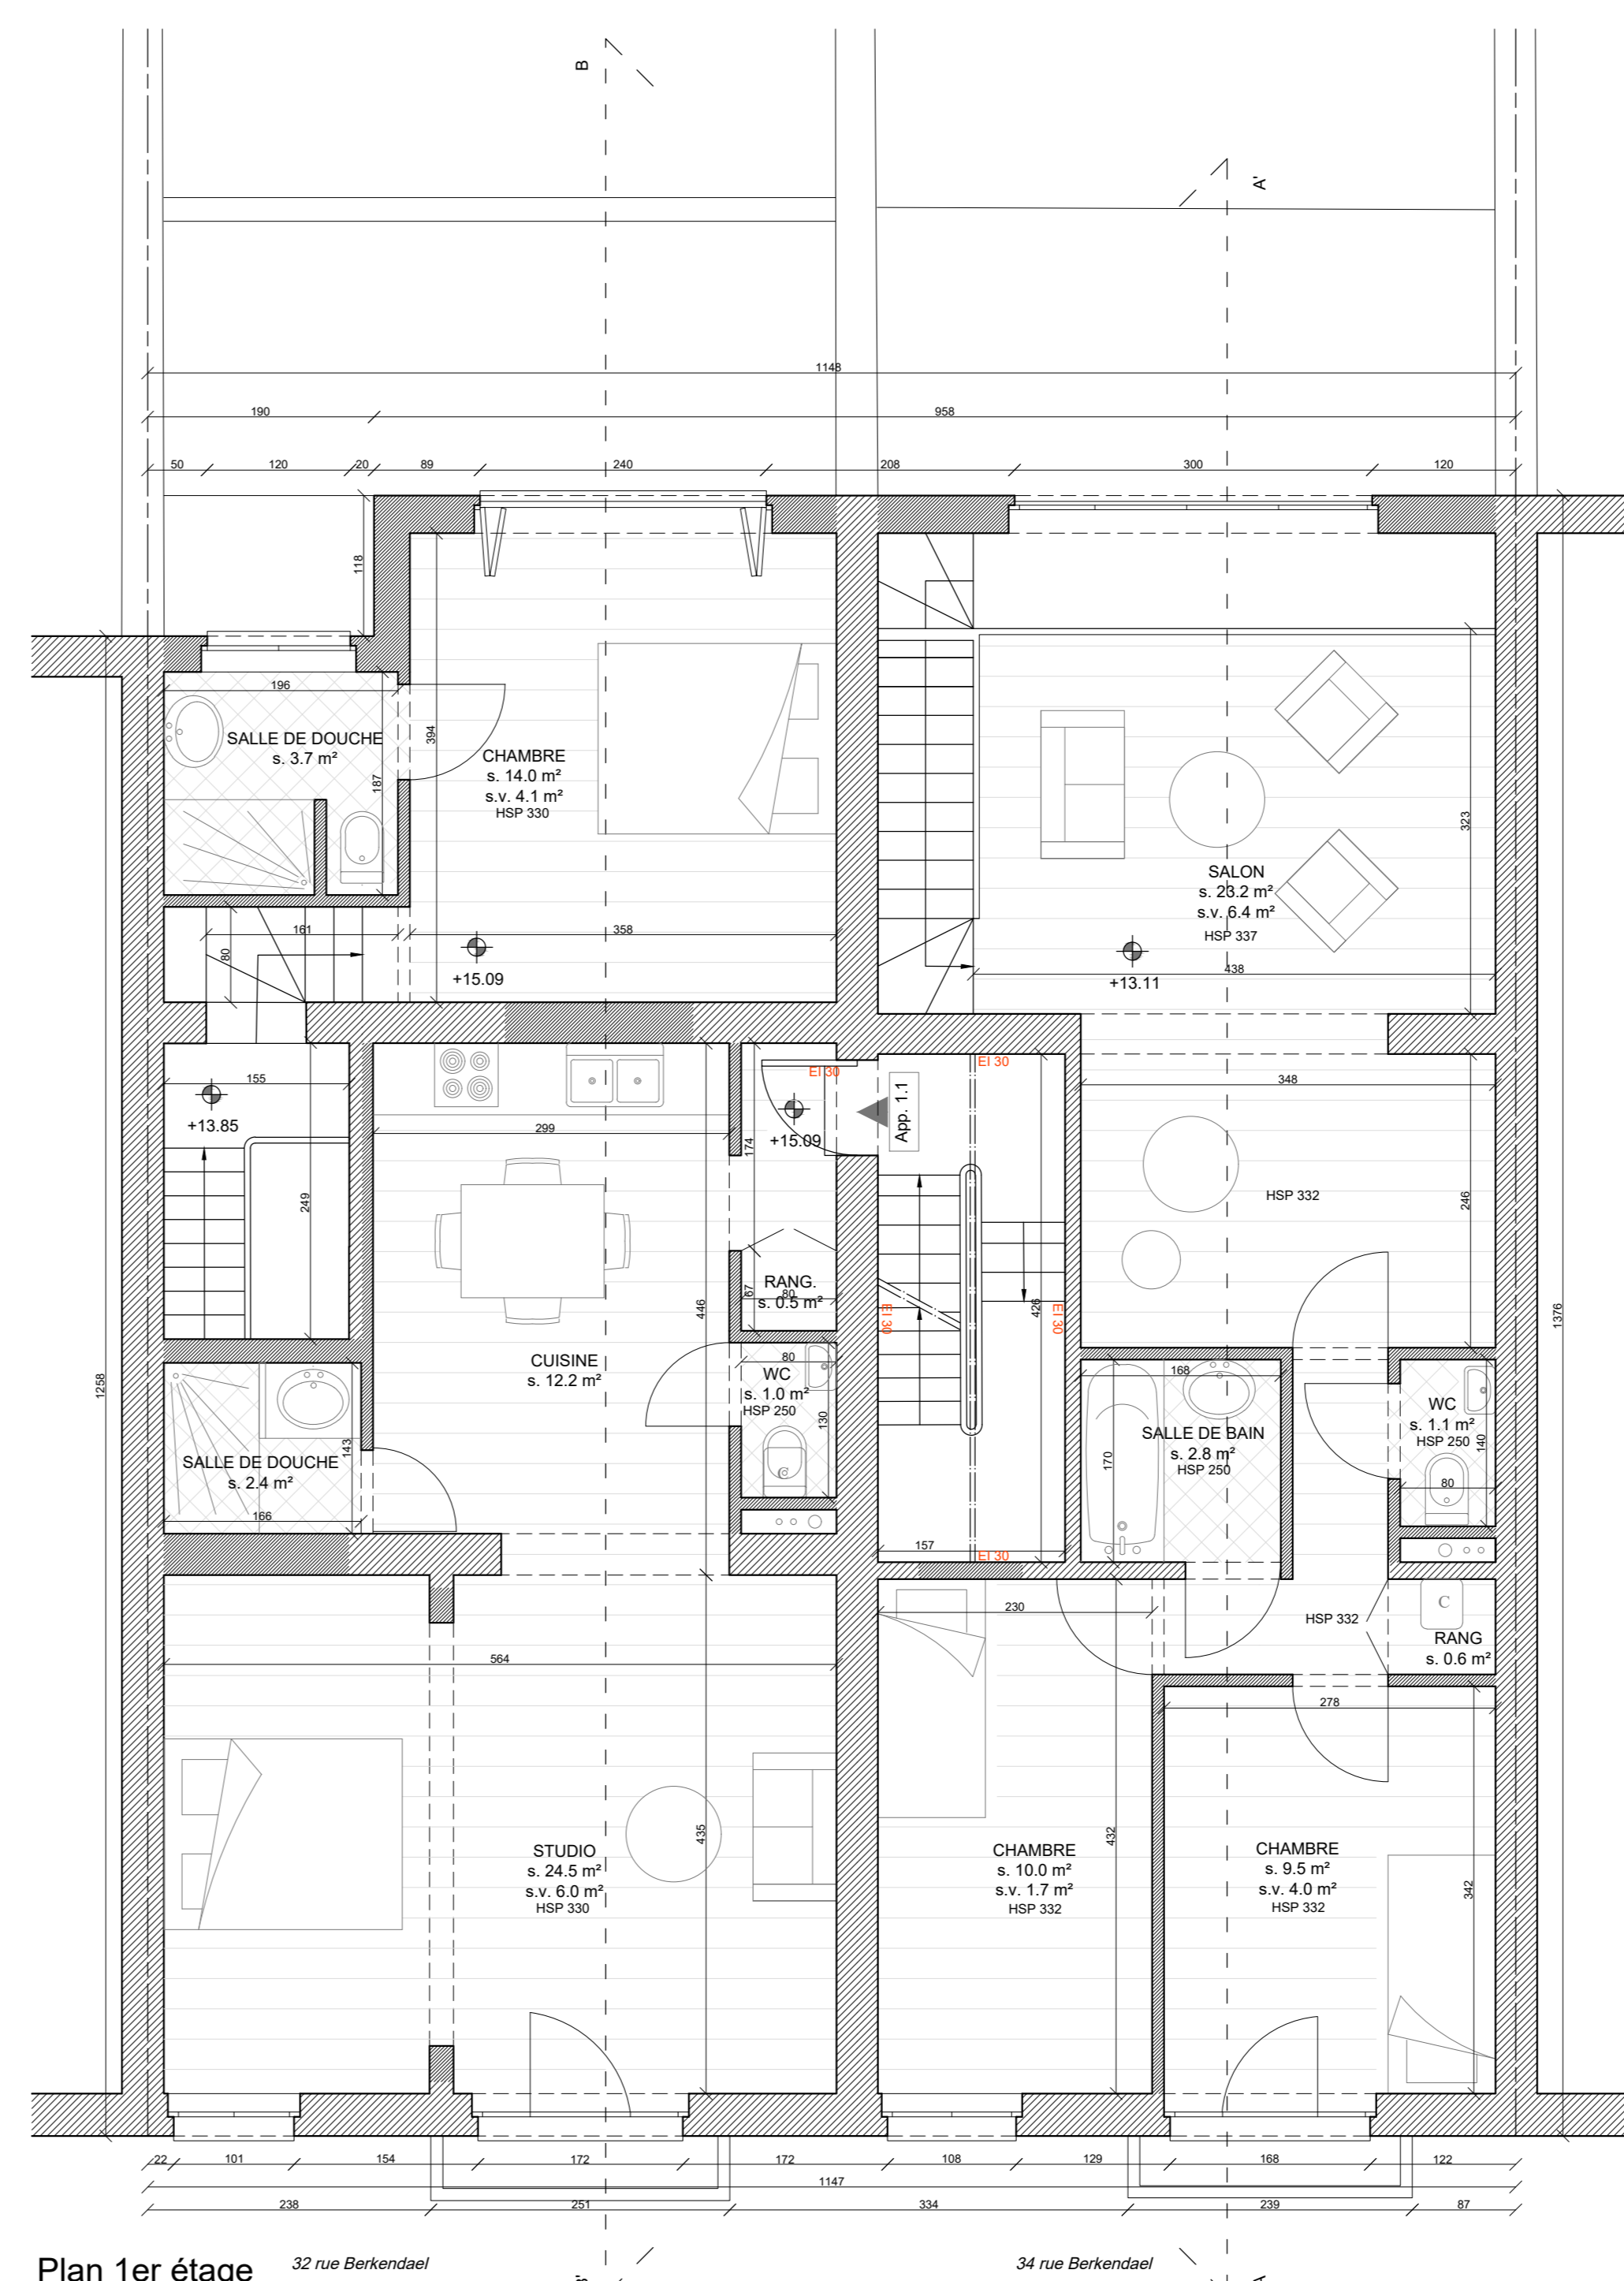 B
A'
1148
190
958
50
120
20
89
240
208
300
120
118
196
SALLE DE DOUCHE
s. 3.7 m²
187
394
CHAMBRE
s. 14.0 m²
s.v. 4.1 m²
HSP 330
323
SALON
s. 23.2 m²
s.v. 6.4 m²
HSP 337
161
80
358
+15.09
438
+13.11
155
+13.85
249
299
EI 30
+15.09
174
App. 1.1
EI 30
348
HSP 332
246
RANG.
s. 0.5 m²
80
67
446
EI 30
426
EI 30
1376
1258
CUISINE
s. 12.2 m²
80
WC
s. 1.0 m²
HSP 250
130
C
168
SALLE DE BAIN
s. 2.8 m²
HSP 250
170
WC
s. 1.1 m²
HSP 250
140
80
143
SALLE DE DOUCHE
s. 2.4 m²
166
157
EI 30
230
HSP 332
C
RANG
s. 0.6 m²
564
278
435
STUDIO
s. 24.5 m²
s.v. 6.0 m²
HSP 330
432
CHAMBRE
s. 10.0 m²
s.v. 1.7 m²
HSP 332
CHAMBRE
s. 9.5 m²
s.v. 4.0 m²
HSP 332
342
22
101
154
172
172
108
129
168
122
1147
238
251
334
239
87
Plan 1er étage
32 rue Berkendael
34 rue Berkendael
A